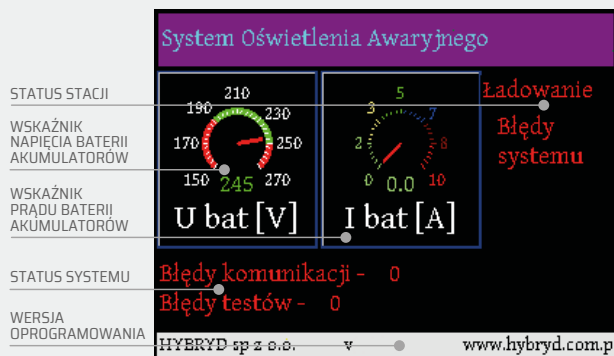 System Oświetlenia Awaryjnego
STATUS STACJI
WSKAŹNIK
NAPIĘCIA BATERII
AKUMULATORÓW
WSKAŹNIK
PRĄDU BATERII
AKUMULATORÓW
STATUS SYSTEMU
WERSJA
OPROGRAMOWANIA
210
190 230
170 250
150 245 270
U bat [V]
5
3 7
2 8
0 0.0 10
I bat [A]
Ładowanie
Błędy
systemu
Błędy komunikacji - 0
Błędy testów - 0
HYBRYD sp z o.o. v www.hybryd.com.p